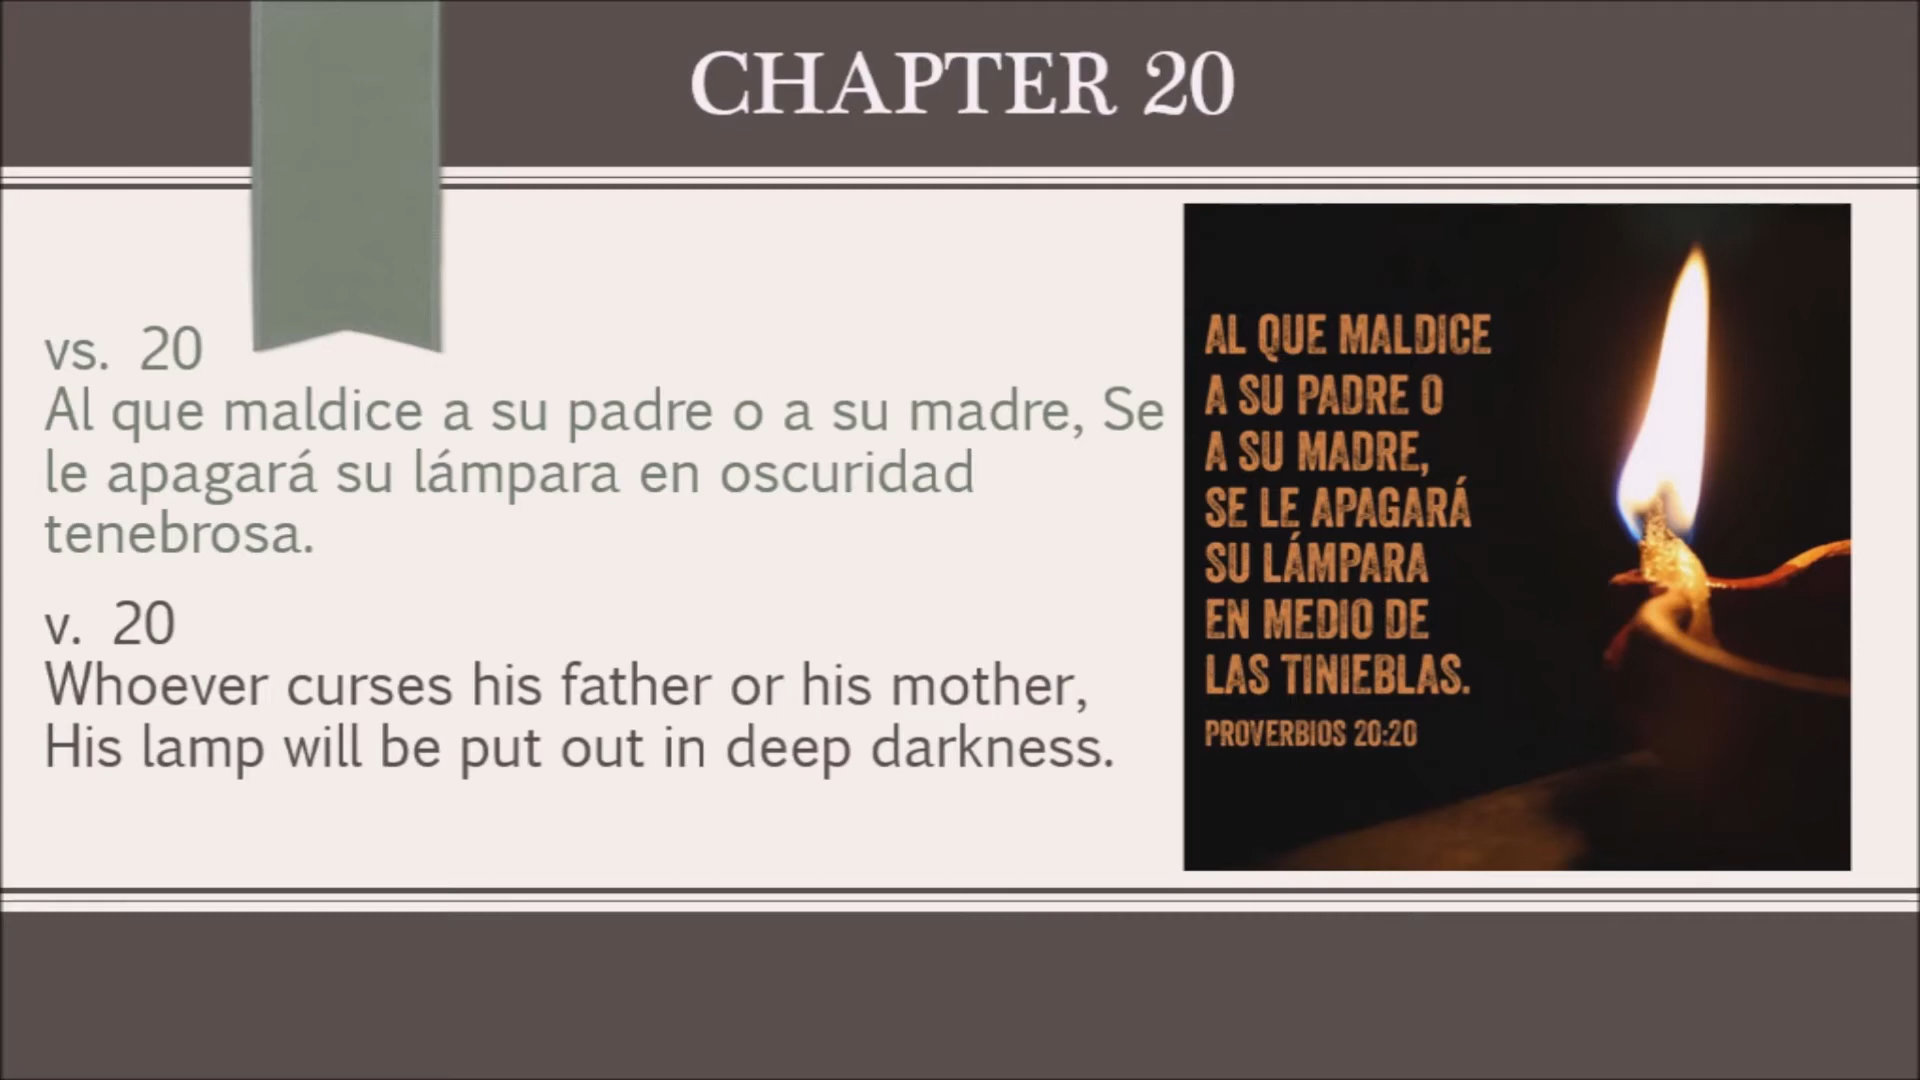 CHAPTER 20
vs. 20
Al que maldice a su padre o a su madre, Se
le apagará su lámpara en oscuridad
tenebrosa.
v. 20
Whoever curses his father or his mother,
His lamp will be put out in deep darkness.
AL QUE MALDICE
A SU PADRE O
A SU MADRE,
SE LE APAGARÁ
SU LÁMPARA
EN MEDIO DE
LAS TINIEBLAS.
PROVERBIOS 20:20